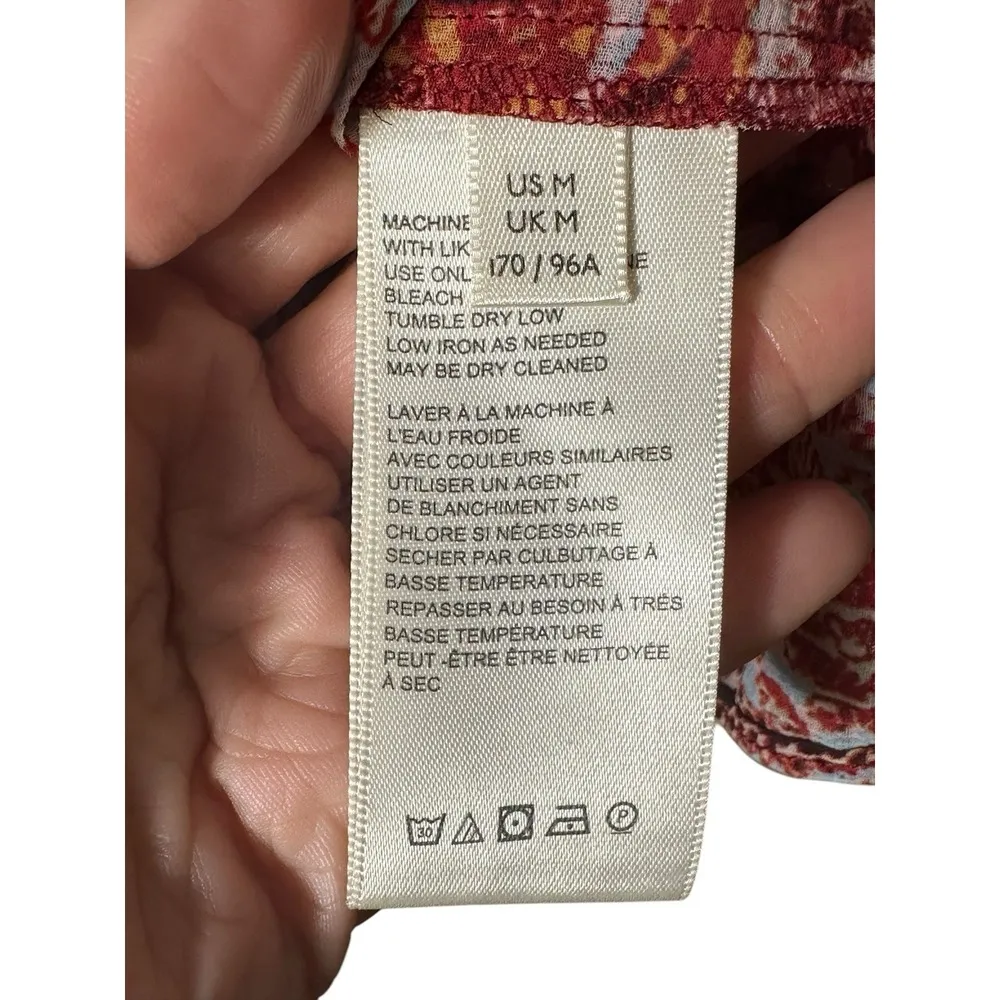 US M
UK M
170 / 96A
MACHINE
WITH
USE
BLEACH
TUMBLE DRY LOW
LOW IRON AS NEEDED
MAY BE DRY CLEANED
LAVER À LA MACHINE À
L'EAU FROIDE
AVEC COULEURS SIMILAIRES
UTILISER UN AGENT
DE BLANCHIMENT SANS
CHLORE SI NÉCESSAIRE
SECHER PAR CULBUTAGE À
BASSE TEMPERATURE
REPASSER AU BESOIN À TRÉS
BASSE TEMPÉRATURE
PEUT -ÊTRE ÊTRE NETTOYÉE
À SEC
30
P